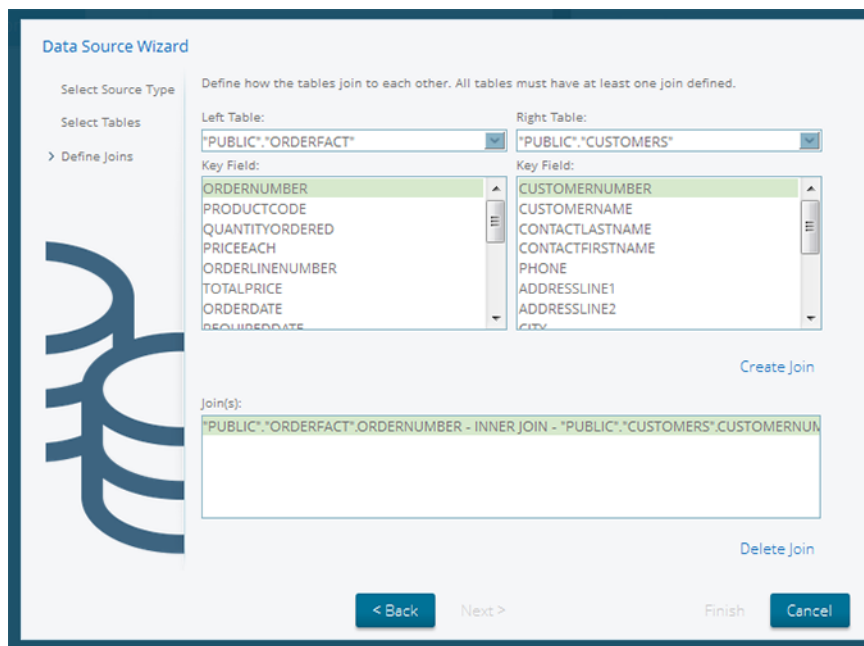 Data Source Wizard
Select Source Type
Select Tables
> Define Joins
Define how the tables join to each other. All tables must have at least one join defined.
Left Table:
"PUBLIC"."ORDERFACT"
Key Field:
ORDERNUMBER
PRODUCTCODE
QUANTITYORDERED
PRICEEACH
ORDERLINENUMBER
TOTALPRICE
ORDERDATE
REQUIREDDATE
Right Table:
"PUBLIC"."CUSTOMERS"
Key Field:
CUSTOMERNUMBER
CUSTOMERNAME
CONTACTLASTNAME
CONTACTFIRSTNAME
PHONE
ADDRESSLINE1
ADDRESSLINE2
CITY
Create Join
Join(s):
"PUBLIC"."ORDERFACT".ORDERNUMBER - INNER JOIN - "PUBLIC"."CUSTOMERS".CUSTOMERNUM
Delete Join
< Back
Next >
Finish
Cancel